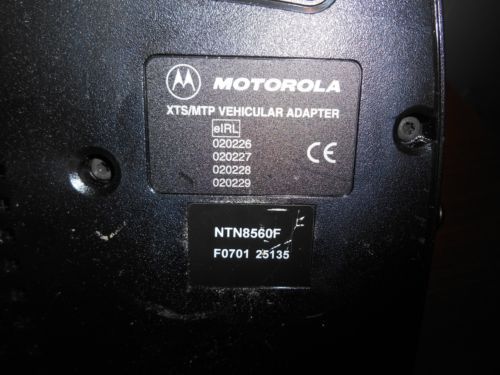 MOTOROLA
XTS/MTP VEHICULAR ADAPTER
eIRL
020226
020227
020228
020229
CE
NTN8560F
F0701 25135